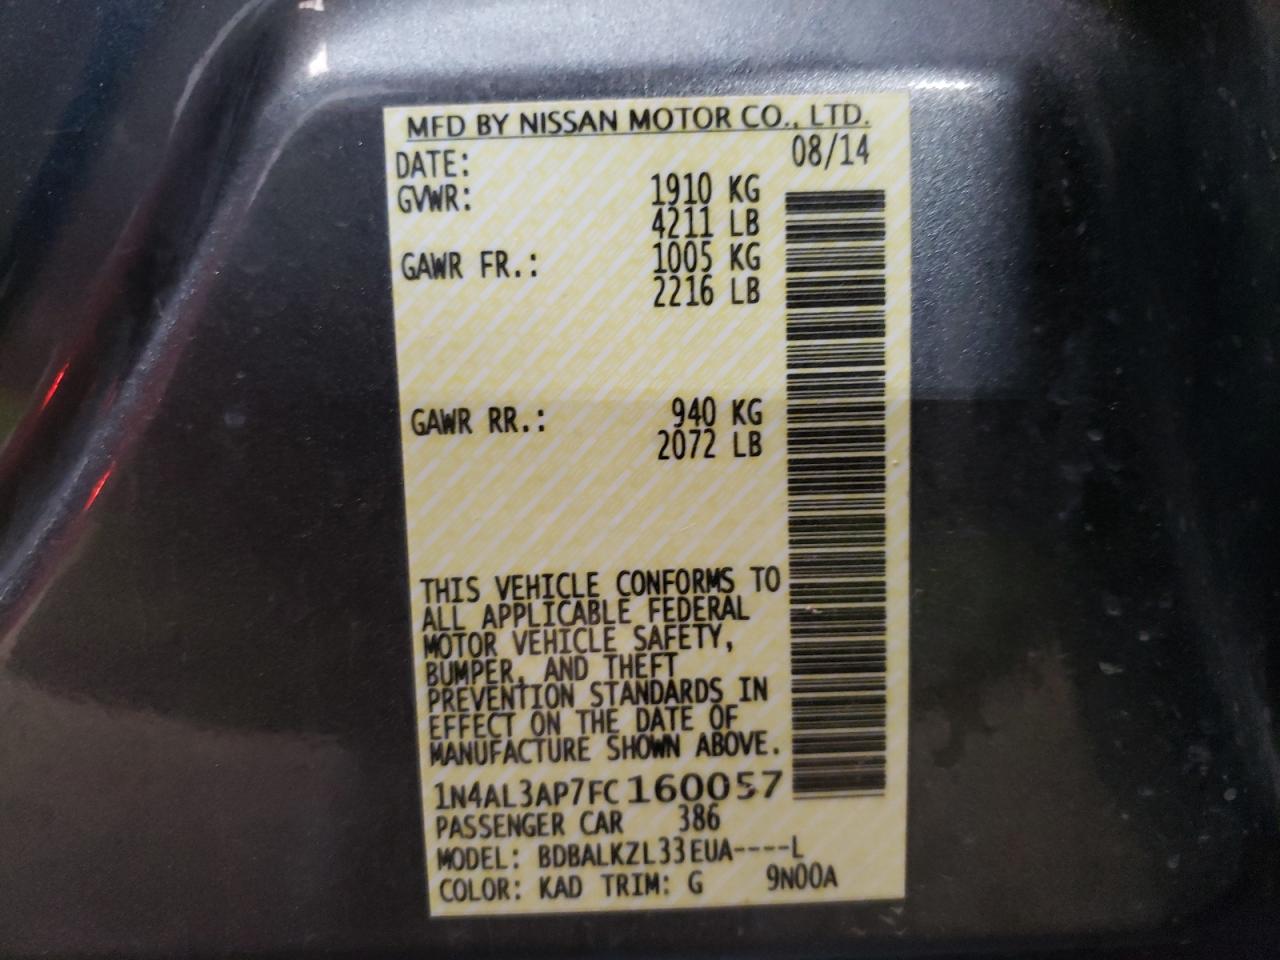 MFD BY NISSAN MOTOR CO., LTD.
DATE: 08/14
GVWR: 1910 KG
4211 LB
GAWR FR.: 1005 KG
2216 LB
GAWR RR.: 940 KG
2072 LB
THIS VEHICLE CONFORMS TO
ALL APPLICABLE FEDERAL
MOTOR VEHICLE SAFETY,
BUMPER, AND THEFT
PREVENTION STANDARDS IN
EFFECT ON THE DATE OF
MANUFACTURE SHOWN ABOVE.
1N4AL3AP7FC160057
PASSENGER CAR 386
MODEL: BDBALKZL33EUA----L
COLOR: KAD TRIM: G 9N00A